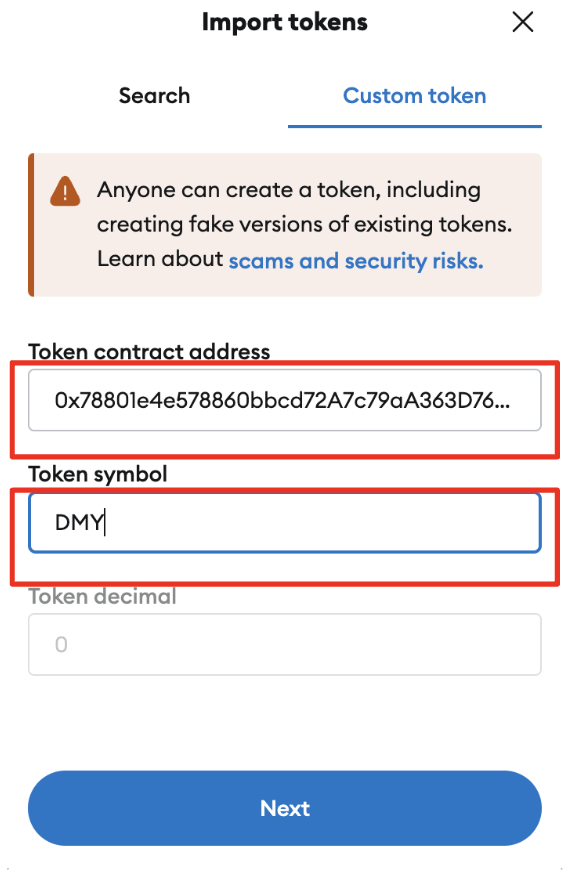 Import tokens
Search
Custom token
Anyone can create a token, including
creating fake versions of existing tokens.
Learn about scams and security risks.
Token contract address
0x78801e4e578860bbcd72A7c79aA363D76...
Token symbol
DMY
Token decimal
0
Next